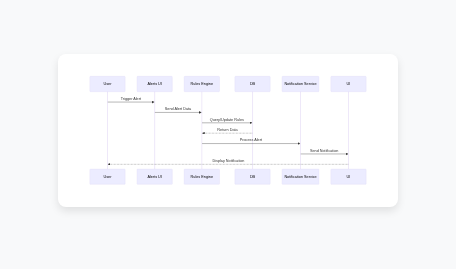 User Alerts UI Rules Engine DB Notification Service UI
Trigger Alert
Send Alert Data
Query/Update Rules
Return Data
Process Alert
Send Notification
Display Notification
User Alerts UI Rules Engine DB Notification Service UI